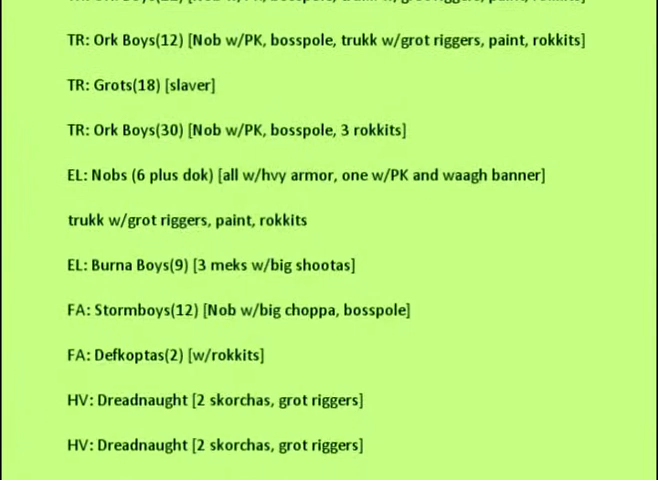 TR: Ork Boys(12) [Nob w/PK, bosspole, trukk w/grot riggers, paint, rokkits]
TR: Grots(18) [slaver]
TR: Ork Boys(30) [Nob w/PK, bosspole, 3 rokkits]
EL: Nobs (6 plus dok) [all w/hvy armor, one w/PK and waagh banner]
trukk w/grot riggers, paint, rokkits
EL: Burna Boys(9) [3 meks w/big shootas]
FA: Stormboys(12) [Nob w/big choppa, bosspole]
FA: Defkoptas(2) [w/rokkits]
HV: Dreadnaught [2 skorchas, grot riggers]
HV: Dreadnaught [2 skorchas, grot riggers]